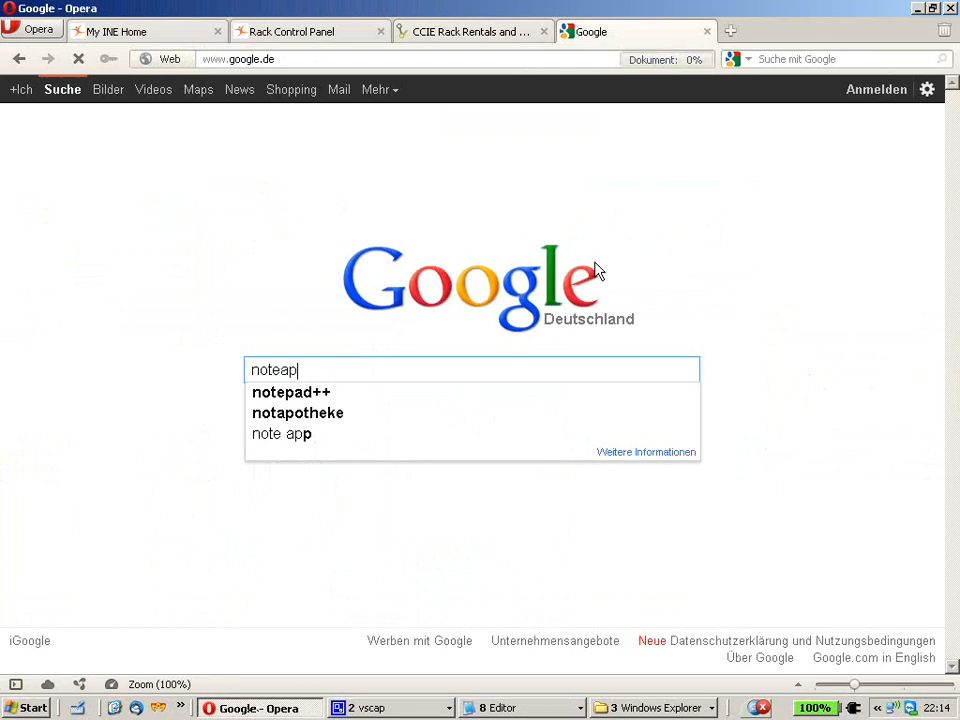 Google - Opera
Opera
My INE Home
Rack Control Panel
CCIE Rack Rentals and ...
Google
Web
www.google.de
Dokument: 0%
Suche mit Google
+Ich Suche Bilder Videos Maps News Shopping Mail Mehr
Anmelden
Google
Deutschland
noteap
notepad++
notapotheke
note app
Weitere Informationen
iGoogle
Werben mit Google
Unternehmensangebote
Neue Datenschutzerklärung und Nutzungsbedingungen
Über Google
Google.com in English
Zoom (100%)
Start
»
Google.- Opera
2 vscap
8 Editor
3 Windows Explorer
100%
«
22:14